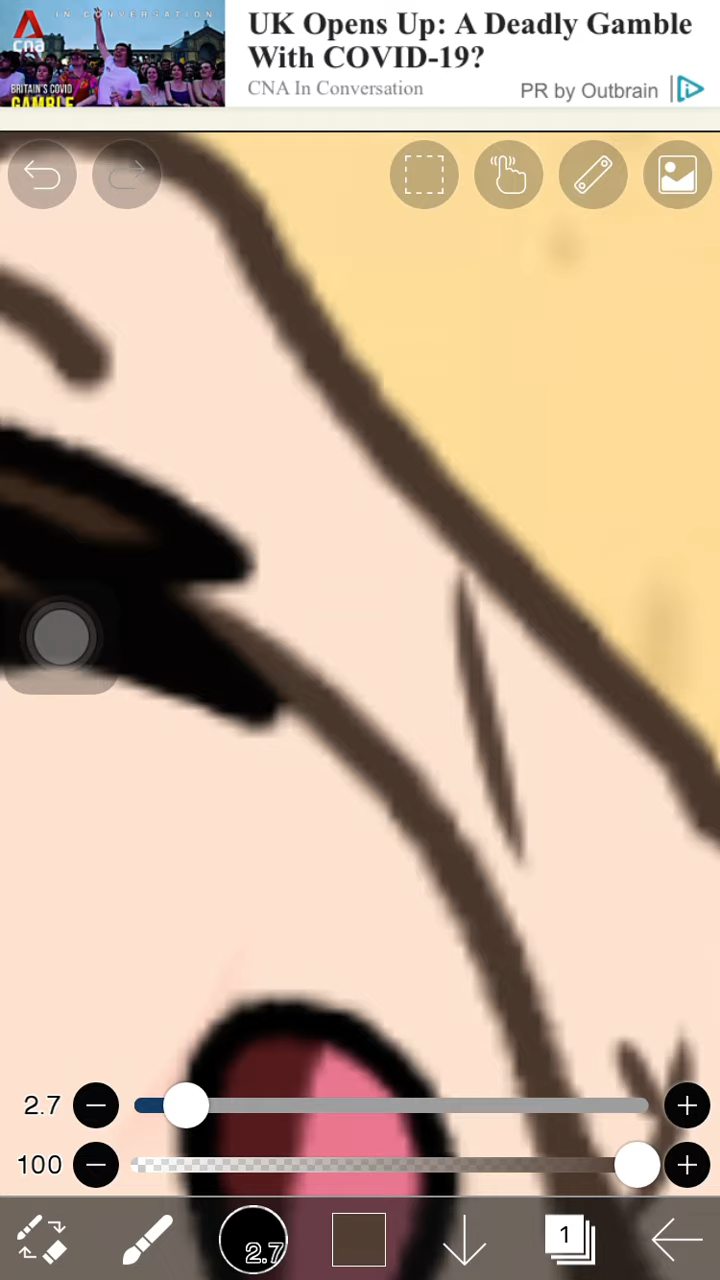 IN CONVERSATION
cna
BRITAIN'S COVID
GAMBLE
UK Opens Up: A Deadly Gamble
With COVID-19?
CNA In Conversation
PR by Outbrain
2.7
100
2.7
1